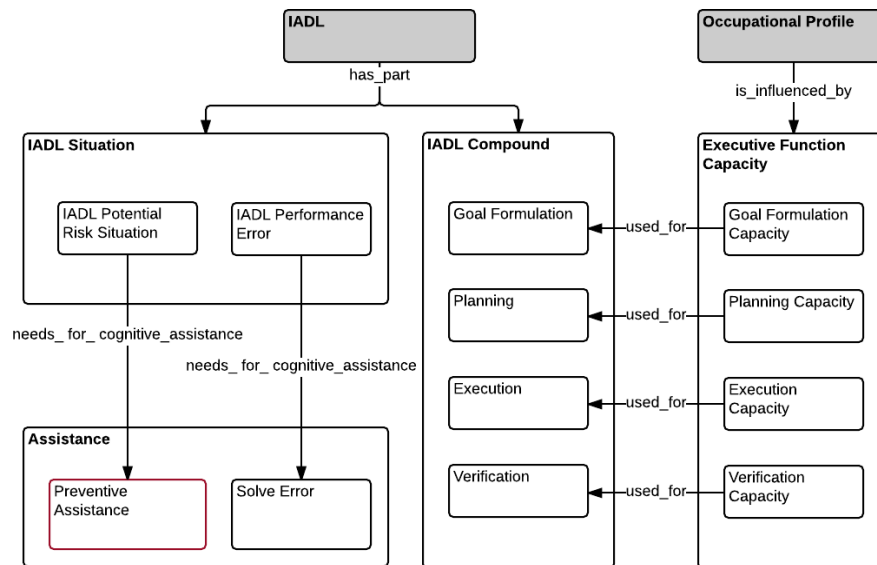 IADL
Occupational Profile
has_part
is_influenced_by
IADL Situation
IADL Compound
Executive Function
Capacity
IADL Potential
Risk Situation
IADL Performance
Error
Goal Formulation
used_for
Goal Formulation
Capacity
Planning
used_for
Planning Capacity
needs_ for_ cognitive_assistance
needs_ for_ cognitive_assistance
Execution
used_for
Execution
Capacity
Assistance
Preventive
Assistance
Solve Error
Verification
used_for
Verification
Capacity